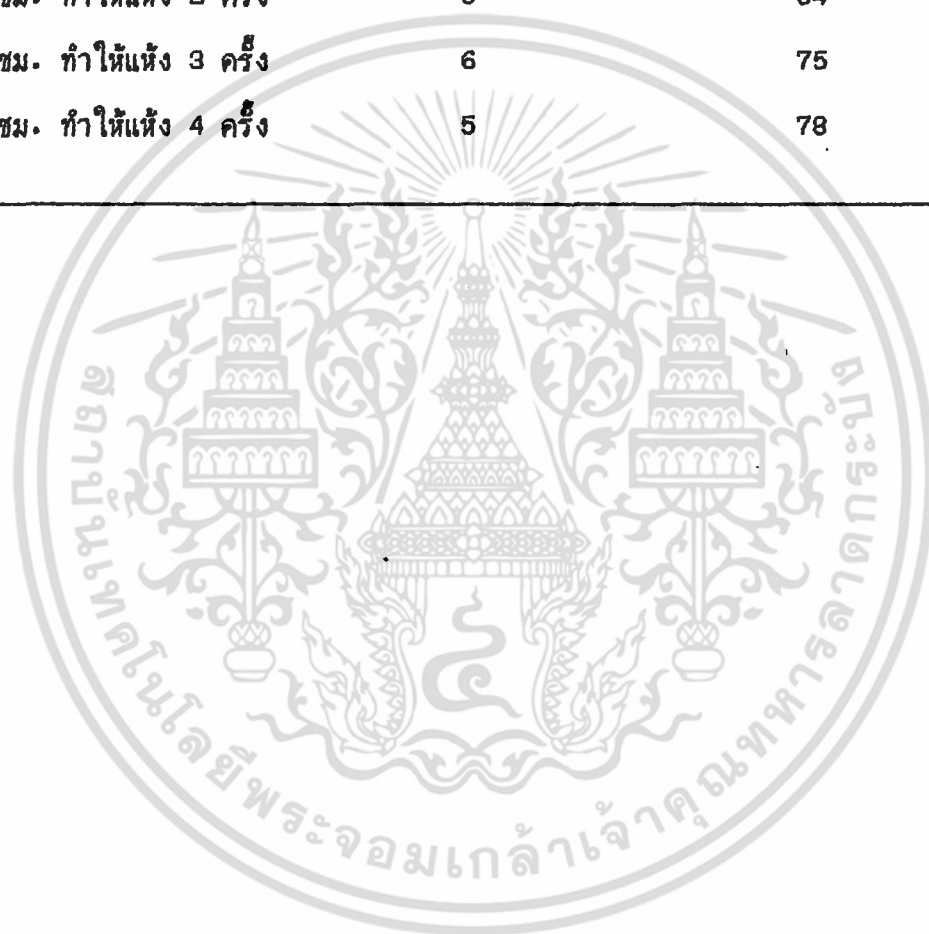 ชม. ทำให้แห้ง 3 ครั้ง 6 75
ชม. ทำให้แห้ง 4 ครั้ง 5 78
๔
สถาบันเทคโนโลยีพระจอมเกล้าเจ้าคุณทหารลาดกระบัง